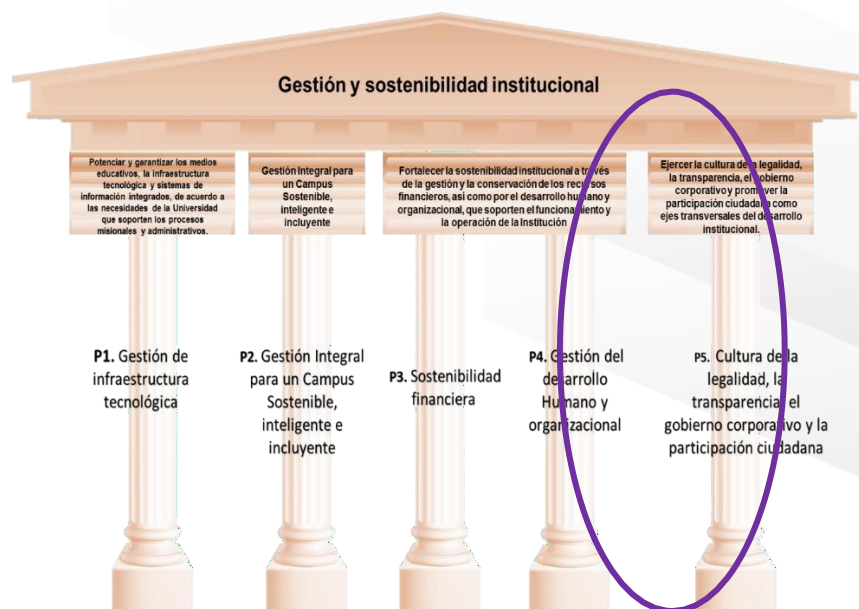 Gestión y sostenibilidad institucional
Potenciar y garantizar los medios
educativos, la infraestructura
tecnológica y sistemas de
información integrados, de acuerdo a
las necesidades de la Universidad
que soporten los procesos
misionales y administrativos.
Gestión Integral para
un Campus
Sostenible,
inteligente e
incluyente
Fortalecer la sostenibilidad institucional a través
de la gestión y la conservación de los recursos
financieros, así como por el desarrollo humano y
organizacional, que soporten el funcionamiento y
la operación de la Institución
Ejercer la cultura de la legalidad,
la transparencia, el gobierno
corporativo y promover la
participación ciudadana como
ejes transversales del desarrollo
institucional.
P1. Gestión de
infraestructura
tecnológica
P2. Gestión Integral
para un Campus
Sostenible,
inteligente e
incluyente
P3. Sostenibilidad
financiera
P4. Gestión del
desarrollo
Humano y
organizacional
P5. Cultura de la
legalidad, la
transparencia, el
gobierno corporativo y la
participación ciudadana